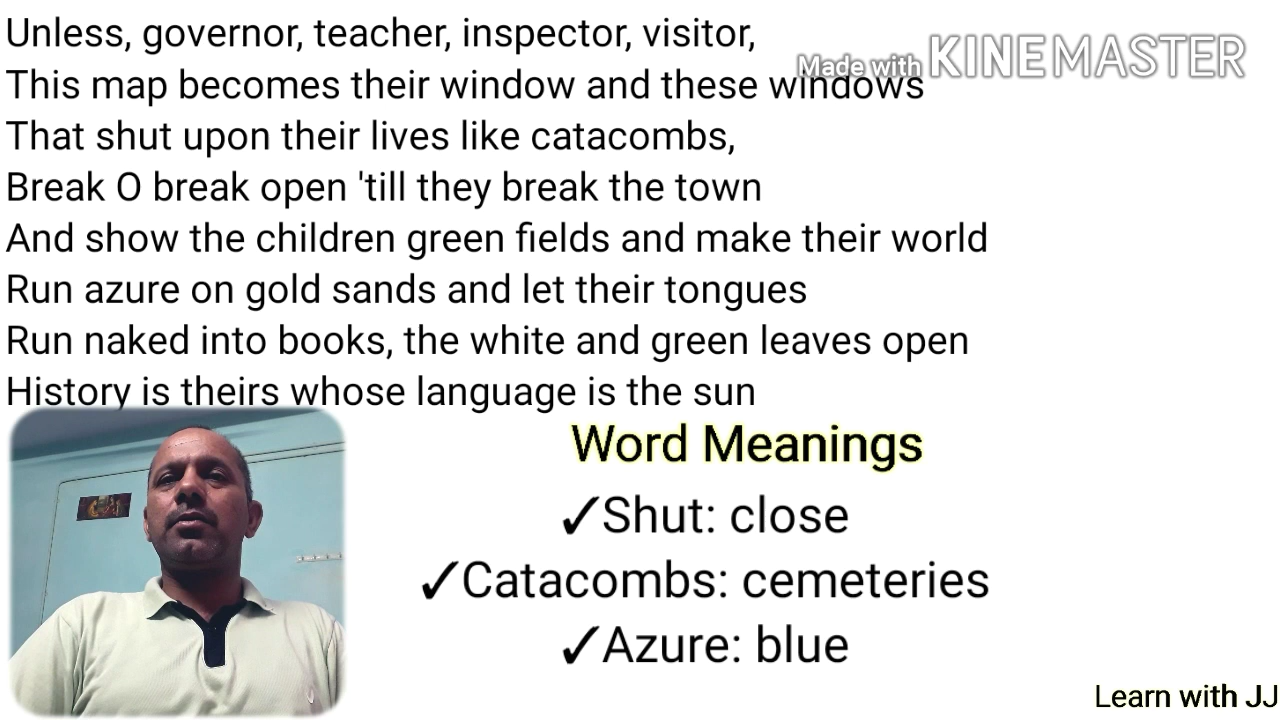 Unless, governor, teacher, inspector, visitor,
Made with KINEMASTER
This map becomes their window and these windows
That shut upon their lives like catacombs,
Break O break open 'till they break the town
And show the children green fields and make their world
Run azure on gold sands and let their tongues
Run naked into books, the white and green leaves open
History is theirs whose language is the sun
Word Meanings
✓Shut: close
✓Catacombs: cemeteries
✓Azure: blue
Learn with JJ